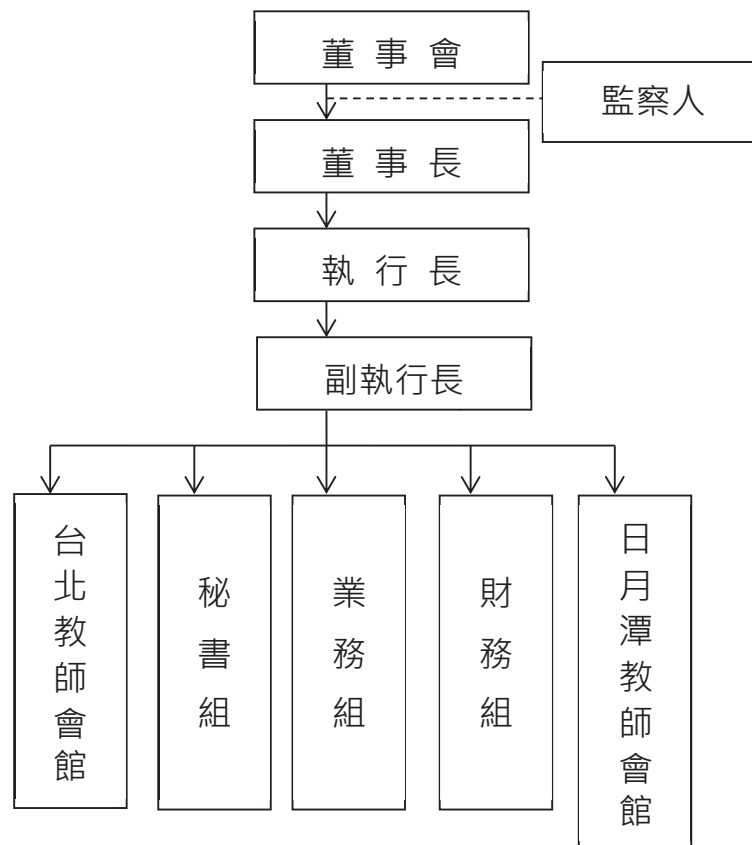 董事會
監察人
董事長
執行長
副執行長
台北教師會館
秘書組
業務組
財務組
日月潭教師會館